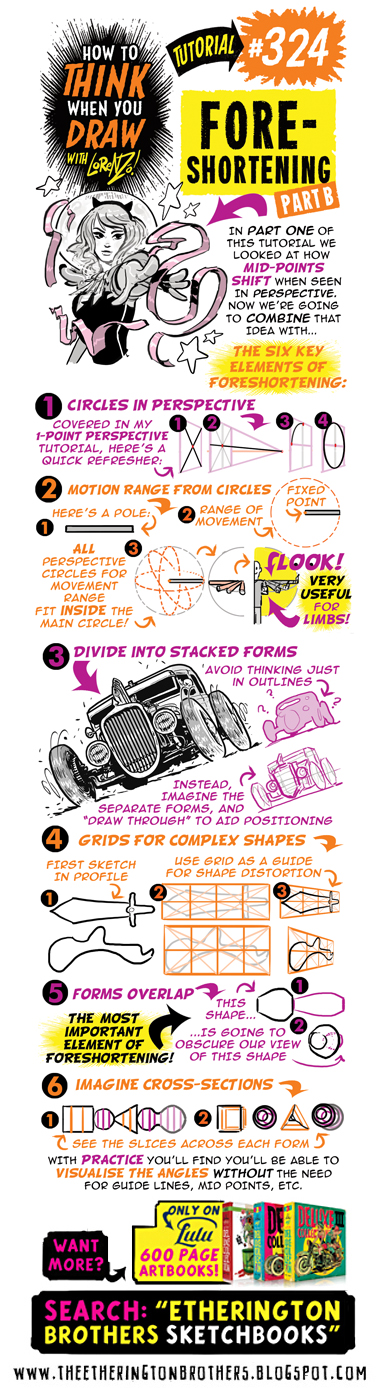 HOW TO
THINK
WHEN YOU
DRAW
WITH LORENZO!
TUTORIAL
#324
FORE-
SHORTENING
PART B
IN PART ONE OF
THIS TUTORIAL WE
LOOKED AT HOW
MID-POINTS
SHIFT WHEN SEEN
IN PERSPECTIVE.
NOW WE'RE GOING
TO COMBINE THAT
IDEA WITH...
THE SIX KEY
ELEMENTS OF
FORESHORTENING:
1 CIRCLES IN PERSPECTIVE
COVERED IN MY
1-POINT PERSPECTIVE
TUTORIAL, HERE'S A
QUICK REFRESHER:
1 2 3 4
2 MOTION RANGE FROM CIRCLES
HERE'S A POLE:
1
2 RANGE OF
MOVEMENT
FIXED
POINT
ALL
PERSPECTIVE
CIRCLES FOR
MOVEMENT
RANGE
FIT INSIDE THE
MAIN CIRCLE!
3
LOOK!
VERY
USEFUL
FOR
LIMBS!
3 DIVIDE INTO STACKED FORMS
AVOID THINKING JUST
IN OUTLINES
? ? ?
INSTEAD,
IMAGINE THE
SEPARATE FORMS, AND
"DRAW THROUGH" TO AID POSITIONING
4 GRIDS FOR COMPLEX SHAPES
FIRST SKETCH
IN PROFILE
USE GRID AS A GUIDE
FOR SHAPE DISTORTION
1 2 3
5 FORMS OVERLAP
THIS
SHAPE...
1
THE MOST
IMPORTANT
ELEMENT OF
FORESHORTENING!
...IS GOING TO
OBSCURE OUR VIEW
OF THIS SHAPE
2
6 IMAGINE CROSS-SECTIONS
1 2
SEE THE SLICES ACROSS EACH FORM
WITH PRACTICE YOU'LL FIND YOU'LL BE ABLE TO
VISUALISE THE ANGLES WITHOUT THE NEED
FOR GUIDE LINES, MID POINTS, ETC.
WANT
MORE?
ONLY ON
Lulu
600 PAGE
ARTBOOKS!
DELUXE III
SEARCH: "ETHERINGTON
BROTHERS SKETCHBOOKS"
WWW.THEETHERINGTONBROTHERS.BLOGSPOT.COM